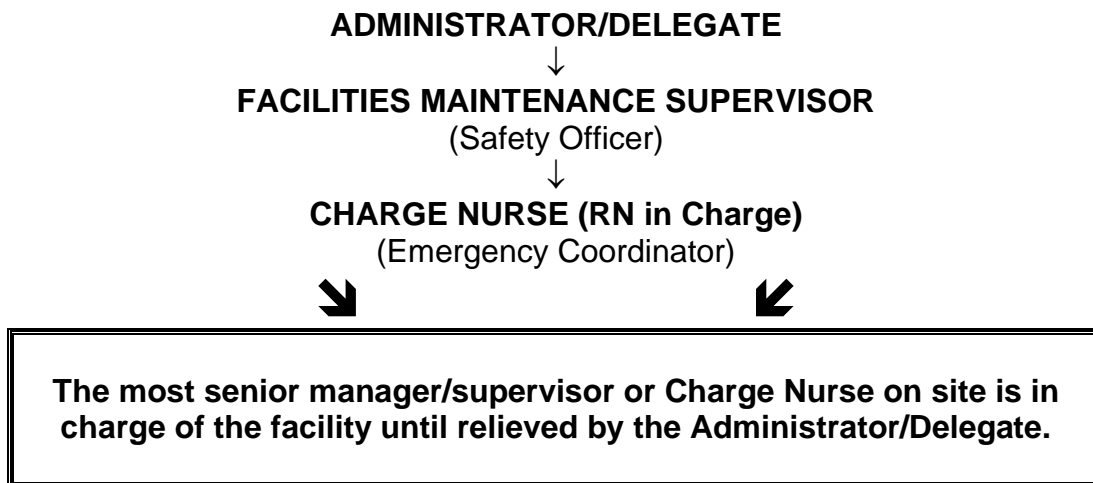 ADMINISTRATOR/DELEGATE
↓
FACILITIES MAINTENANCE SUPERVISOR
(Safety Officer)
↓
CHARGE NURSE (RN in Charge)
(Emergency Coordinator)
The most senior manager/supervisor or Charge Nurse on site is in
charge of the facility until relieved by the Administrator/Delegate.